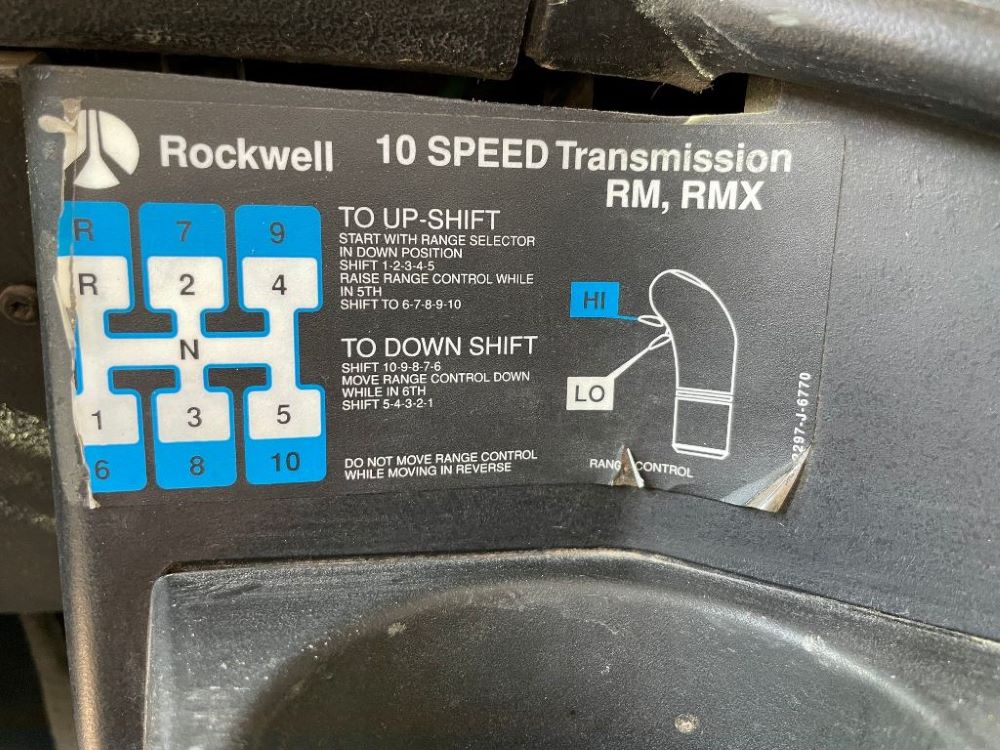 Rockwell 10 SPEED Transmission
RM, RMX
R 7 9
R 2 4
N
1 3 5
6 8 10
TO UP-SHIFT
START WITH RANGE SELECTOR
IN DOWN POSITION
SHIFT 1-2-3-4-5
RAISE RANGE CONTROL WHILE
IN 5TH
SHIFT TO 6-7-8-9-10
TO DOWN SHIFT
SHIFT 10-9-8-7-6
MOVE RANGE CONTROL DOWN
WHILE IN 6TH
SHIFT 5-4-3-2-1
DO NOT MOVE RANGE CONTROL
WHILE MOVING IN REVERSE
HI
LO
CONTROL
297-J-6770